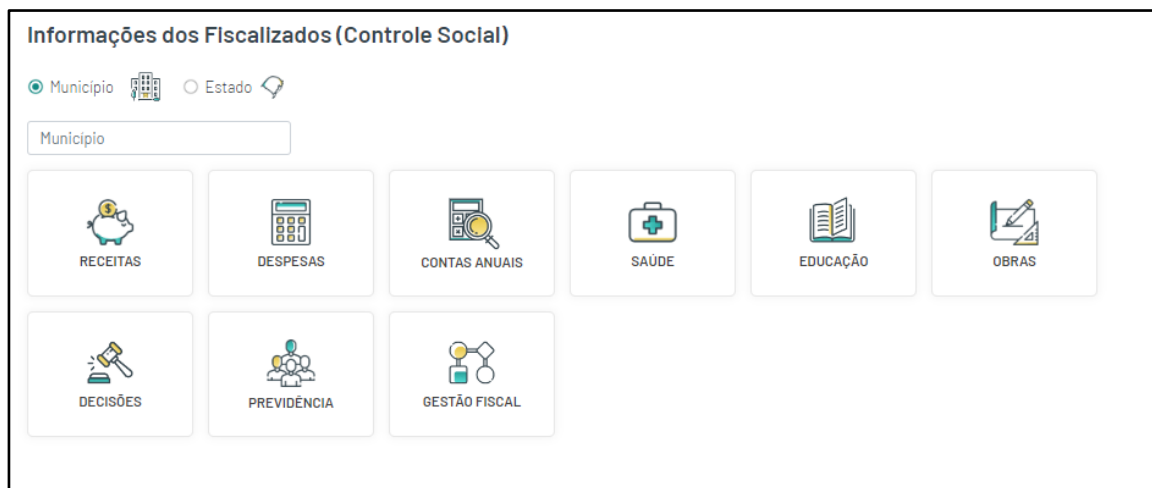 Informações dos Fiscalizados (Controle Social)
Município Estado
Município
RECEITAS DESPESAS CONTAS ANUAIS SAÚDE EDUCAÇÃO OBRAS
DECISÕES PREVIDÊNCIA GESTÃO FISCAL